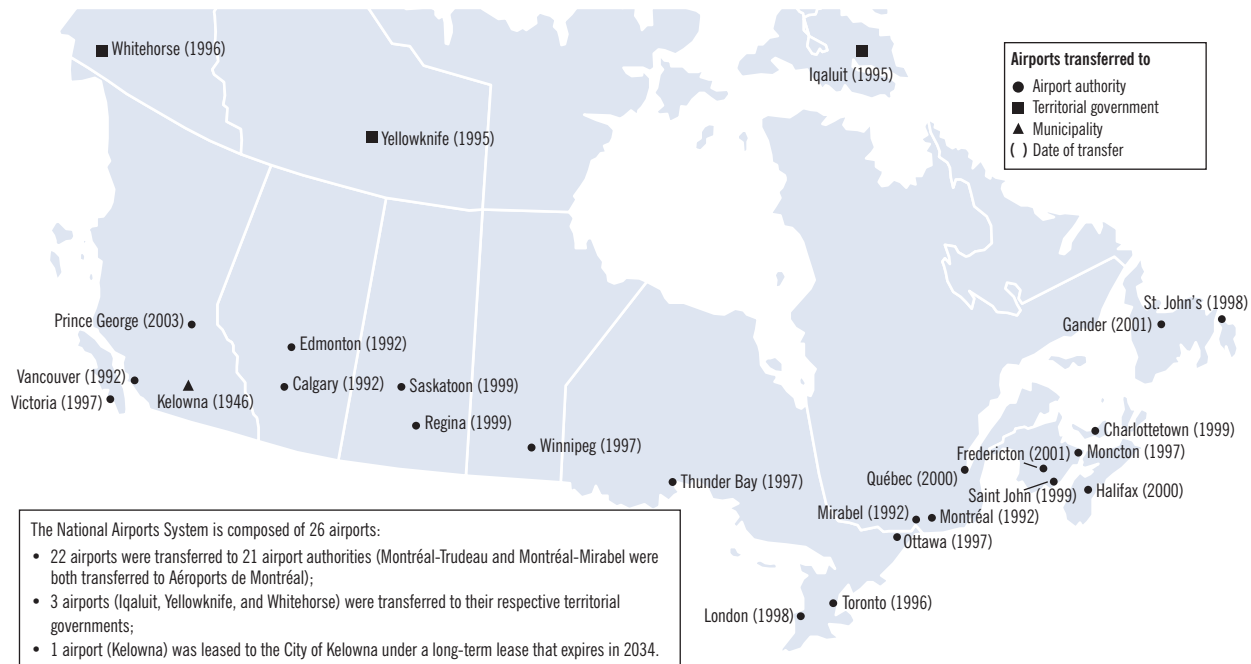 Whitehorse (1996)
Iqaluit (1995)
Airports transferred to
Airport authority
Territorial government
Municipality
( ) Date of transfer
Yellowknife (1995)
St. John's (1998)
Prince George (2003)
Gander (2001)
Edmonton (1992)
Vancouver (1992)
Calgary (1992)
Saskatoon (1999)
Victoria (1997)
Kelowna (1946)
Regina (1999)
Charlottetown (1999)
Winnipeg (1997)
Fredericton (2001)
Moncton (1997)
Thunder Bay (1997)
Québec (2000)
Saint John (1999)
Halifax (2000)
Mirabel (1992)
Montréal (1992)
Ottawa (1997)
Toronto (1996)
London (1998)
The National Airports System is composed of 26 airports:
• 22 airports were transferred to 21 airport authorities (Montréal-Trudeau and Montréal-Mirabel were
both transferred to Aéroports de Montréal);
• 3 airports (Iqaluit, Yellowknife, and Whitehorse) were transferred to their respective territorial
governments;
• 1 airport (Kelowna) was leased to the City of Kelowna under a long-term lease that expires in 2034.